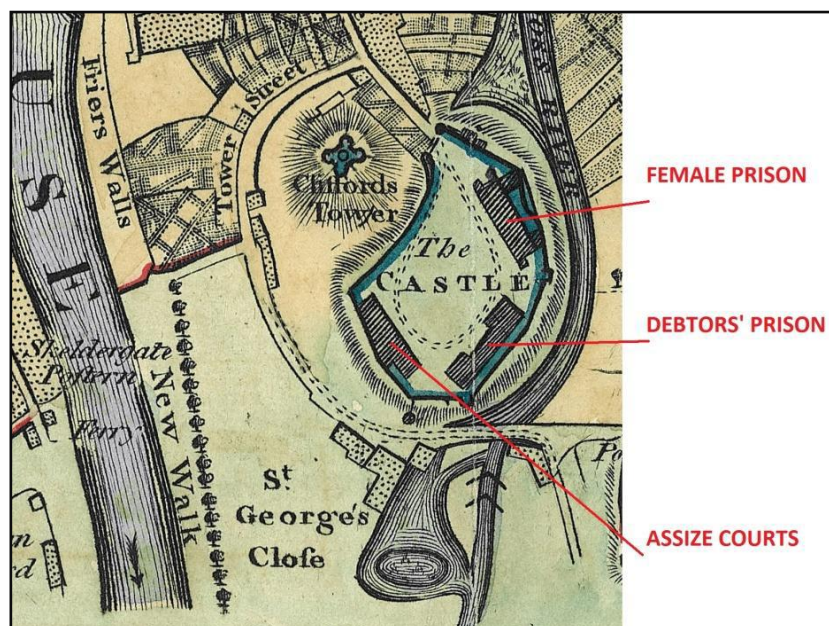 USE
Friers Walls
Tower
Street
Cliffords
Tower
RIVER
The
CASTLE
Skeldergate
Postern
Ferry
New Walk
St
George's
Close
FEMALE PRISON
DEBTORS' PRISON
ASSIZE COURTS